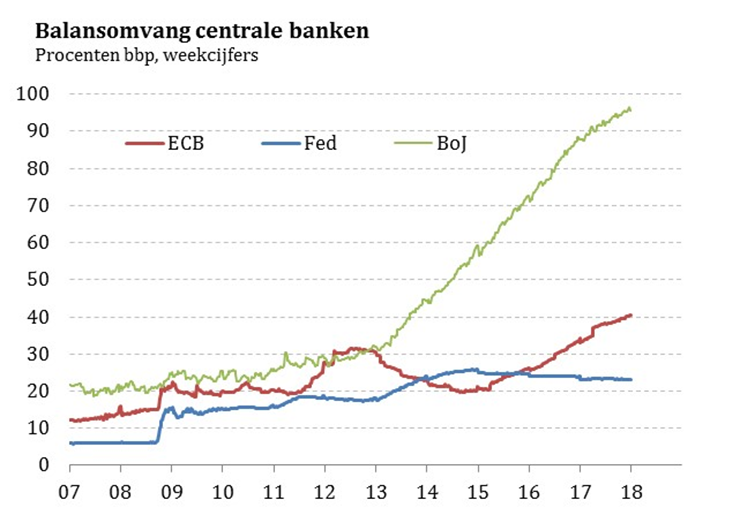 Balansomvang centrale banken
Procenten bbp, weekcijfers
100
90
ECB Fed BoJ
80
70
60
50
40
30
20
10
0
07 08 09 10 11 12 13 14 15 16 17 18